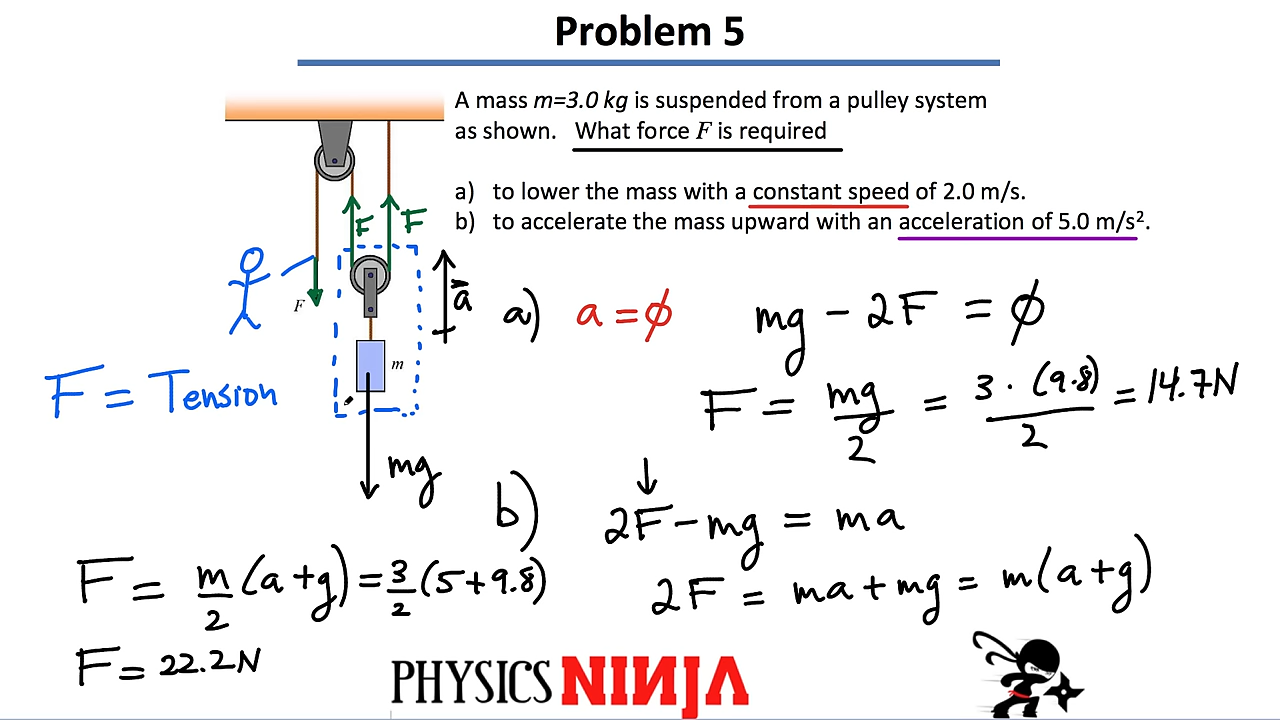 Problem 5
A mass m=3.0 kg is suspended from a pulley system
as shown. What force F is required
a) to lower the mass with a constant speed of 2.0 m/s.
b) to accelerate the mass upward with an acceleration of 5.0 m/s².
F F
F
a⃗
m
mg
F = Tension
a) a = ϕ mg - 2F = ϕ
F = mg/2 = 3 · (9.8)/2 = 14.7N
b) 2F - mg = ma
2F = ma + mg = m(a+g)
F = m/2 (a+g) = 3/2 (5+9.8)
F = 22.2N
PHYSICS NINJA